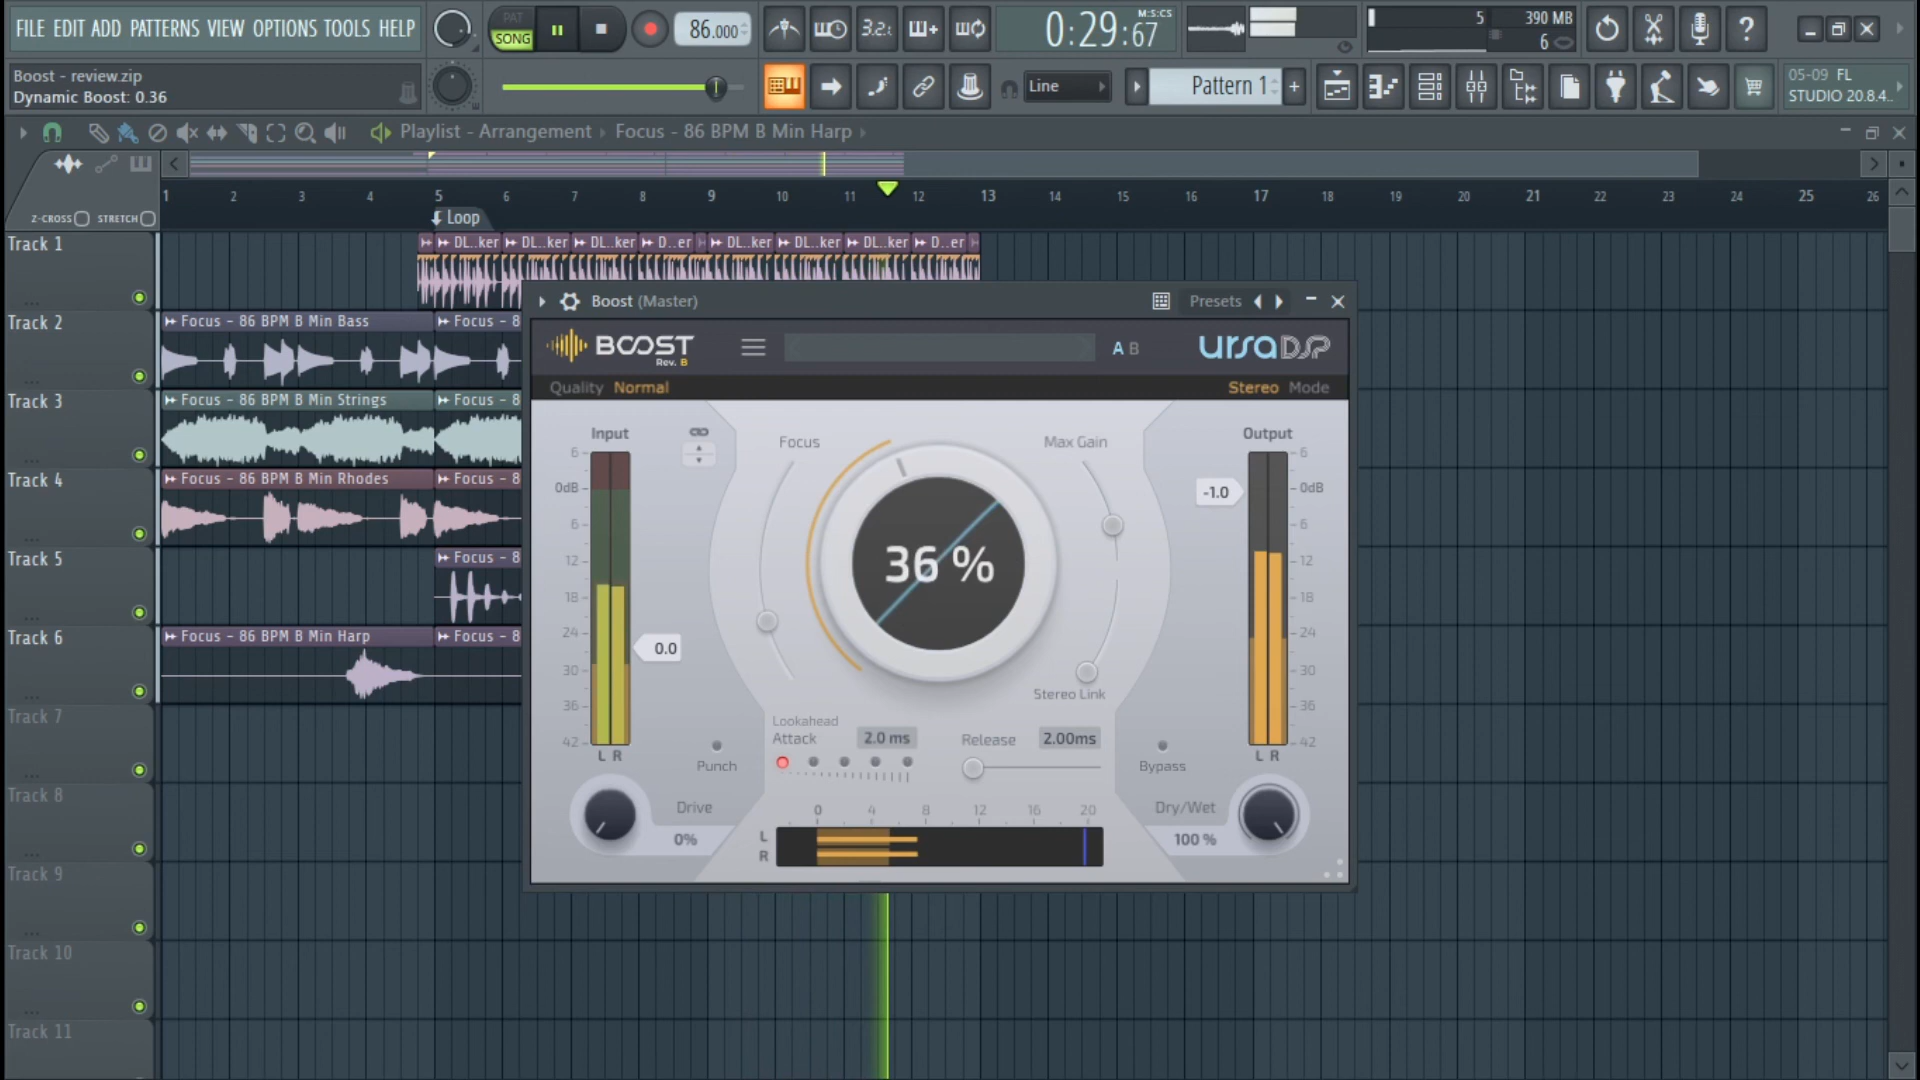 FILE EDIT ADD PATTERNS VIEW OPTIONS TOOLS HELP
PAT
SONG
86.000
3.2.
0:29:67
M:S:CS
5
390 MB
6
Boost - review.zip
Dynamic Boost: 0.36
Line
Pattern 1
05-09 FL
STUDIO 20.8.4..
Playlist - Arrangement
Focus - 86 BPM B Min Harp
1 2 3 4 5 6 7 8 9 10 11 12 13 14 15 16 17 18 19 20 21 22 23 24 25 26
Z-CROSS STRETCH
Loop
Track 1
DL..ker DL..ker DL..ker D..er DL..ker DL..ker DL..ker D..er
Track 2
Focus - 86 BPM B Min Bass
Focus - 8
Track 3
Focus - 86 BPM B Min Strings
Focus - 8
Track 4
Focus - 86 BPM B Min Rhodes
Focus - 8
Track 5
Focus - 8
Track 6
Focus - 86 BPM B Min Harp
Focus - 8
Track 7
Track 8
Track 9
Track 10
Track 11
Boost (Master)
Presets
BOOST
Rev. B
A B
ursa DSP
Quality Normal
Stereo Mode
Input
6
0dB
6
12
18
24
30
36
42
L R
0.0
Focus
36 %
Max Gain
Stereo Link
Output
-1.0
6
0dB
6
12
18
24
30
36
42
L R
Lookahead
Attack
2.0 ms
Release
2.00ms
Punch
Bypass
Drive
0%
0 4 8 12 16 20
L
R
Dry/Wet
100 %